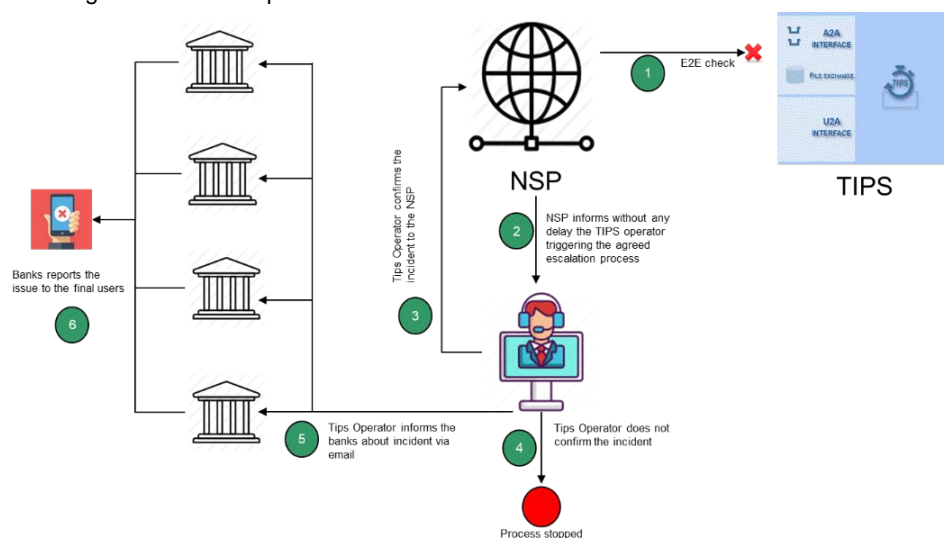 A2A
INTERFACE
FILE EXCHANGE
TIPS
U2A
INTERFACE
TIPS
1
E2E check
NSP
2
NSP informs without any
delay the TIPS operator
triggering the agreed
escalation process
Tips Operator confirms the
incident to the NSP
3
Banks reports the
issue to the final users
6
5
Tips Operator informs the
banks about incident via
email
4
Tips Operator does not
confirm the incident
Process stopped